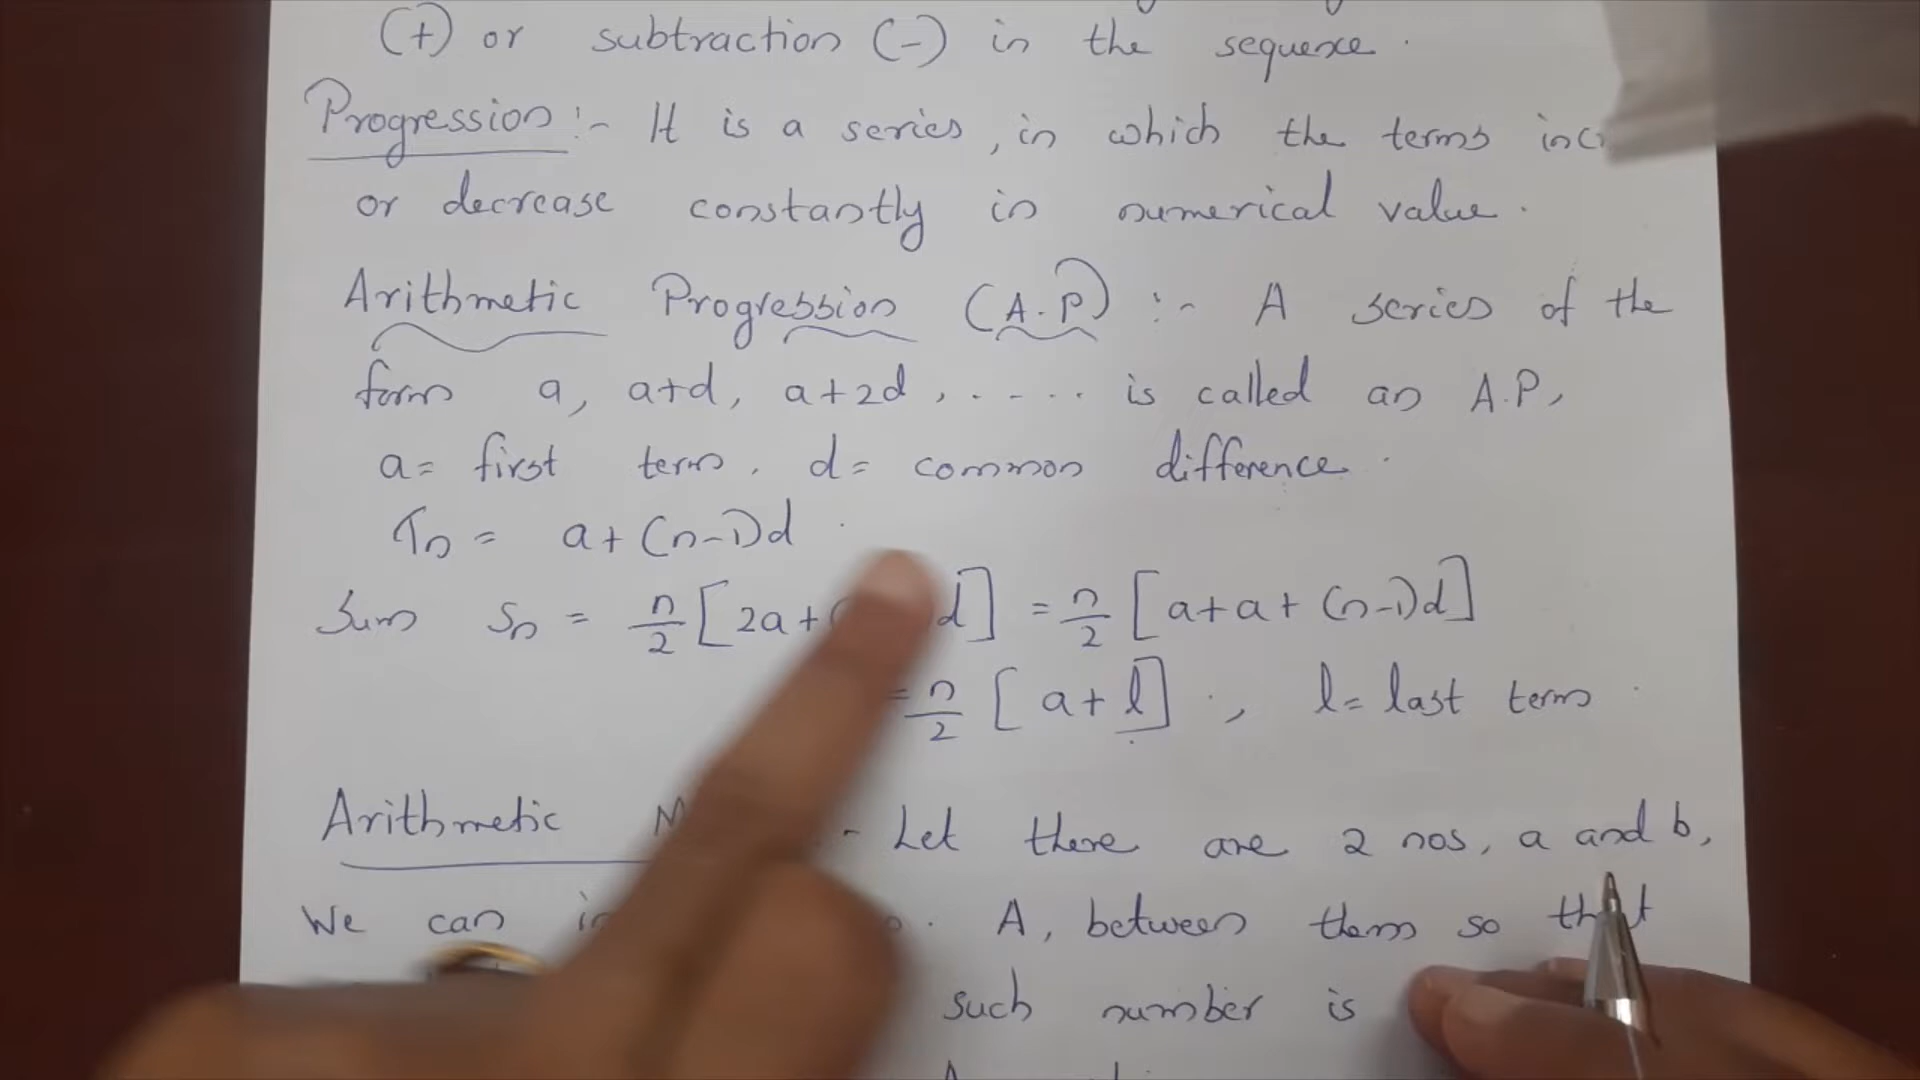 (+) or subtraction (-) in the sequence.
Progression :- It is a series, in which the terms
or decrease constantly in numerical value.
Arithmetic Progression (A.P) :- A series of the
form a, a+d, a+2d, ..... is called an A.P,
a = first term. d = common difference.
Tn = a+(n-1)d
Sum Sn = n/2 [2a+ d] = n/2 [a+a+(n-1)d]
= n/2 [a+l], l = last term
Arithmetic :- Let there are 2 nos, a and b,
We can A, between them so that
such number is